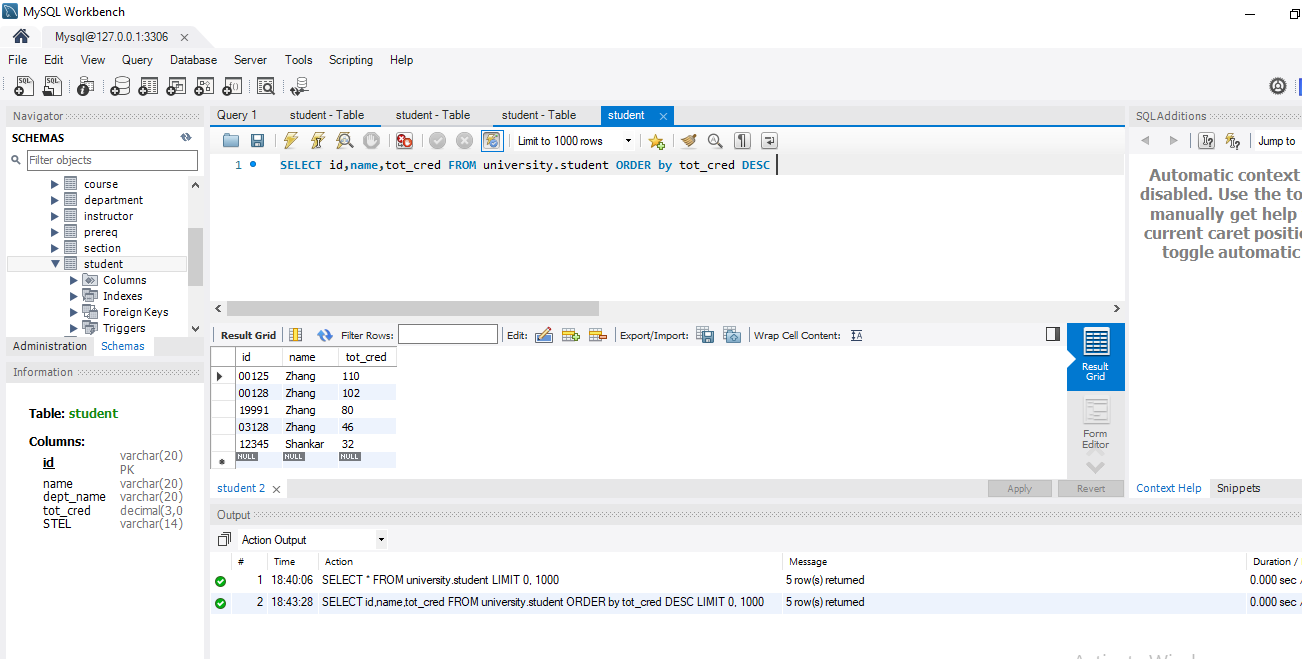 MySQL Workbench
Mysql@127.0.0.1:3306
File Edit View Query Database Server Tools Scripting Help
Navigator
SCHEMAS
Filter objects
course
department
instructor
prereq
section
student
Columns
Indexes
Foreign Keys
Triggers
Administration Schemas
Information
Table: student
Columns:
id varchar(20) PK
name varchar(20)
dept_name varchar(20)
tot_cred decimal(3,0
STEL varchar(14)
Query 1 student - Table student - Table student - Table student
Limit to 1000 rows
1 SELECT id,name,tot_cred FROM university.student ORDER by tot_cred DESC
Result Grid Filter Rows: Edit: Export/Import: Wrap Cell Content:
id name tot_cred
00125 Zhang 110
00128 Zhang 102
19991 Zhang 80
03128 Zhang 46
12345 Shankar 32
NULL NULL NULL
Result Grid
Form Editor
student 2
Apply Revert
Output
Action Output
# Time Action Message Duration /
1 18:40:06 SELECT * FROM university.student LIMIT 0, 1000 5 row(s) returned 0.000 sec /
2 18:43:28 SELECT id,name,tot_cred FROM university.student ORDER by tot_cred DESC LIMIT 0, 1000 5 row(s) returned 0.000 sec /
SQLAdditions
Jump to
Automatic context
disabled. Use the to
manually get help
current caret positi
toggle automatic
Context Help Snippets